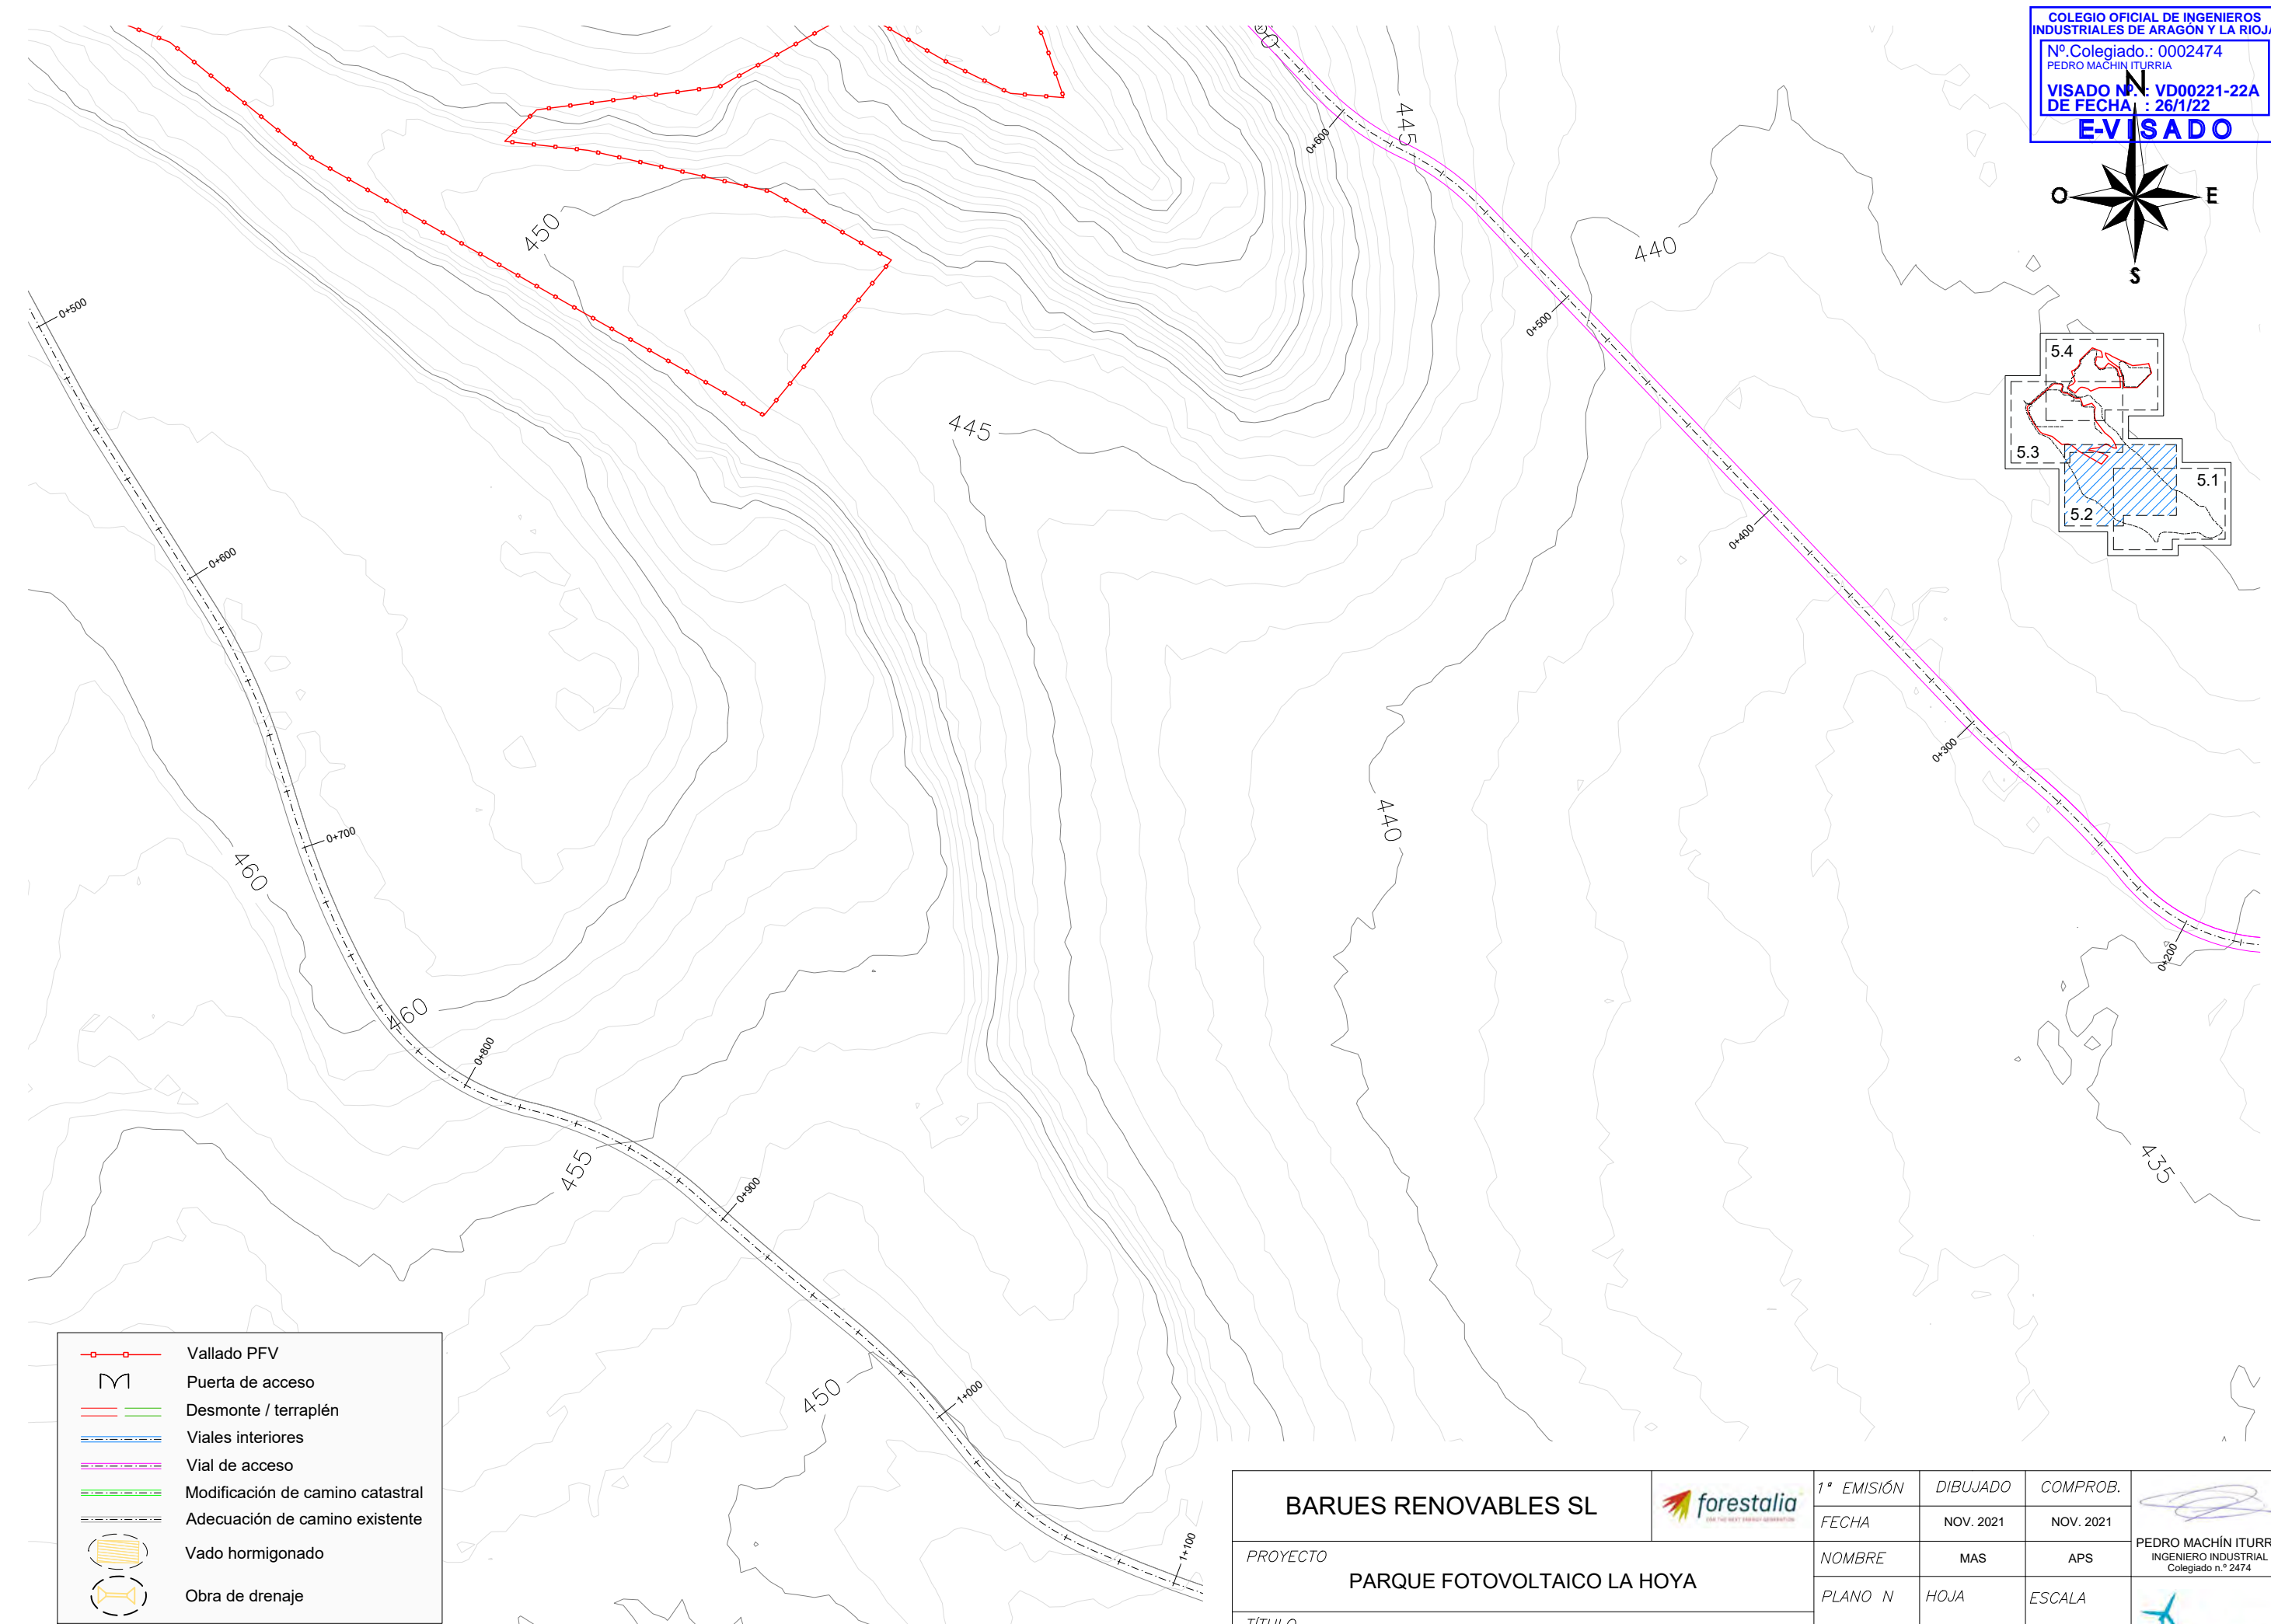 COLEGIO OFICIAL DE INGENIEROS
INDUSTRIALES DE ARAGÓN Y LA RIOJA
Nº.Colegiado.: 0002474
PEDRO MACHIN ITURRIA
VISADO Nº. : VD00221-22A
DE FECHA : 26/1/22
E-VISADO
N
O
E
S
5.4
5.3
5.1
5.2
445
0+600
450
440
0+500
0+500
445
0+400
0+600
0+300
440
0+700
460
0+200
460
0+800
455
435
0+900
450
1+000
1+100
Vallado PFV
Puerta de acceso
Desmonte / terraplén
Viales interiores
Vial de acceso
Modificación de camino catastral
Adecuación de camino existente
Vado hormigonado
Obra de drenaje
BARUES RENOVABLES SL
forestalia
PROYECTO
PARQUE FOTOVOLTAICO LA HOYA
TÍTULO
1ª EMISIÓN
DIBUJADO
COMPROB.
FECHA
NOV. 2021
NOV. 2021
NOMBRE
MAS
APS
PLANO N
HOJA
ESCALA
PEDRO MACHÍN ITURR
INGENIERO INDUSTRIAL
Colegiado n.º 2474